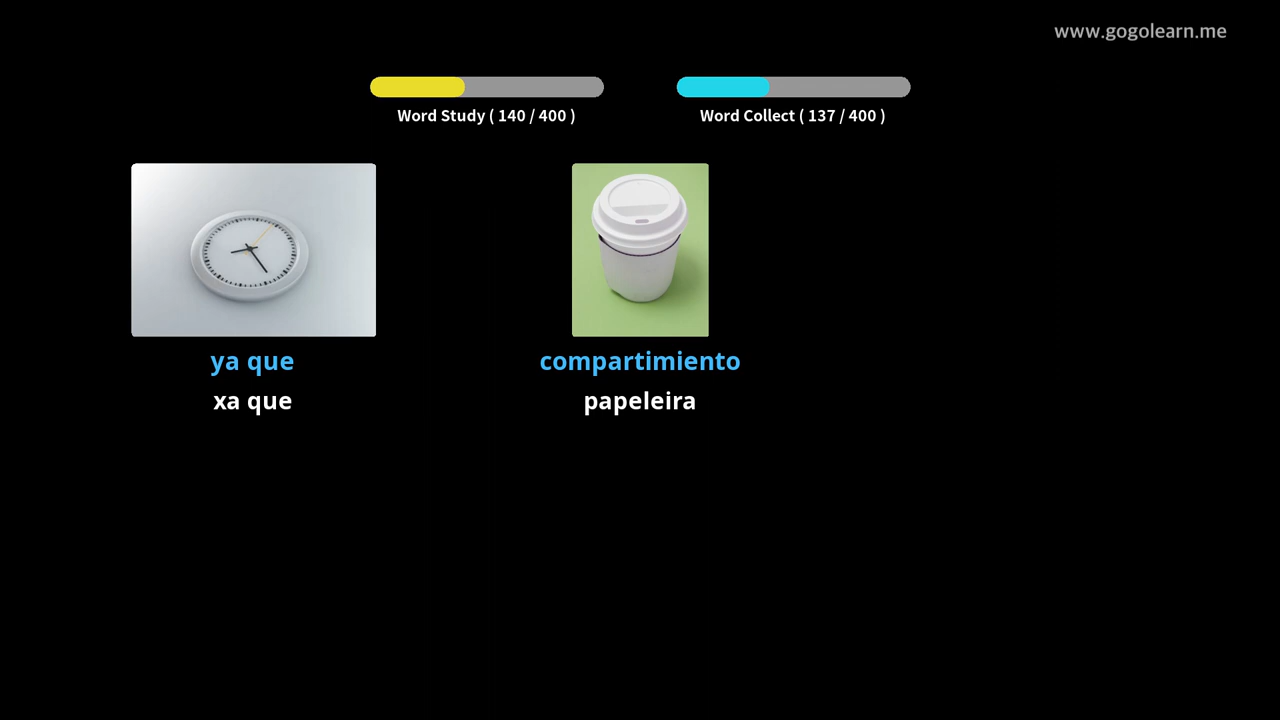 www.gogolearn.me
Word Study ( 140 / 400 )
Word Collect ( 137 / 400 )
ya que
xa que
compartimiento
papeleira